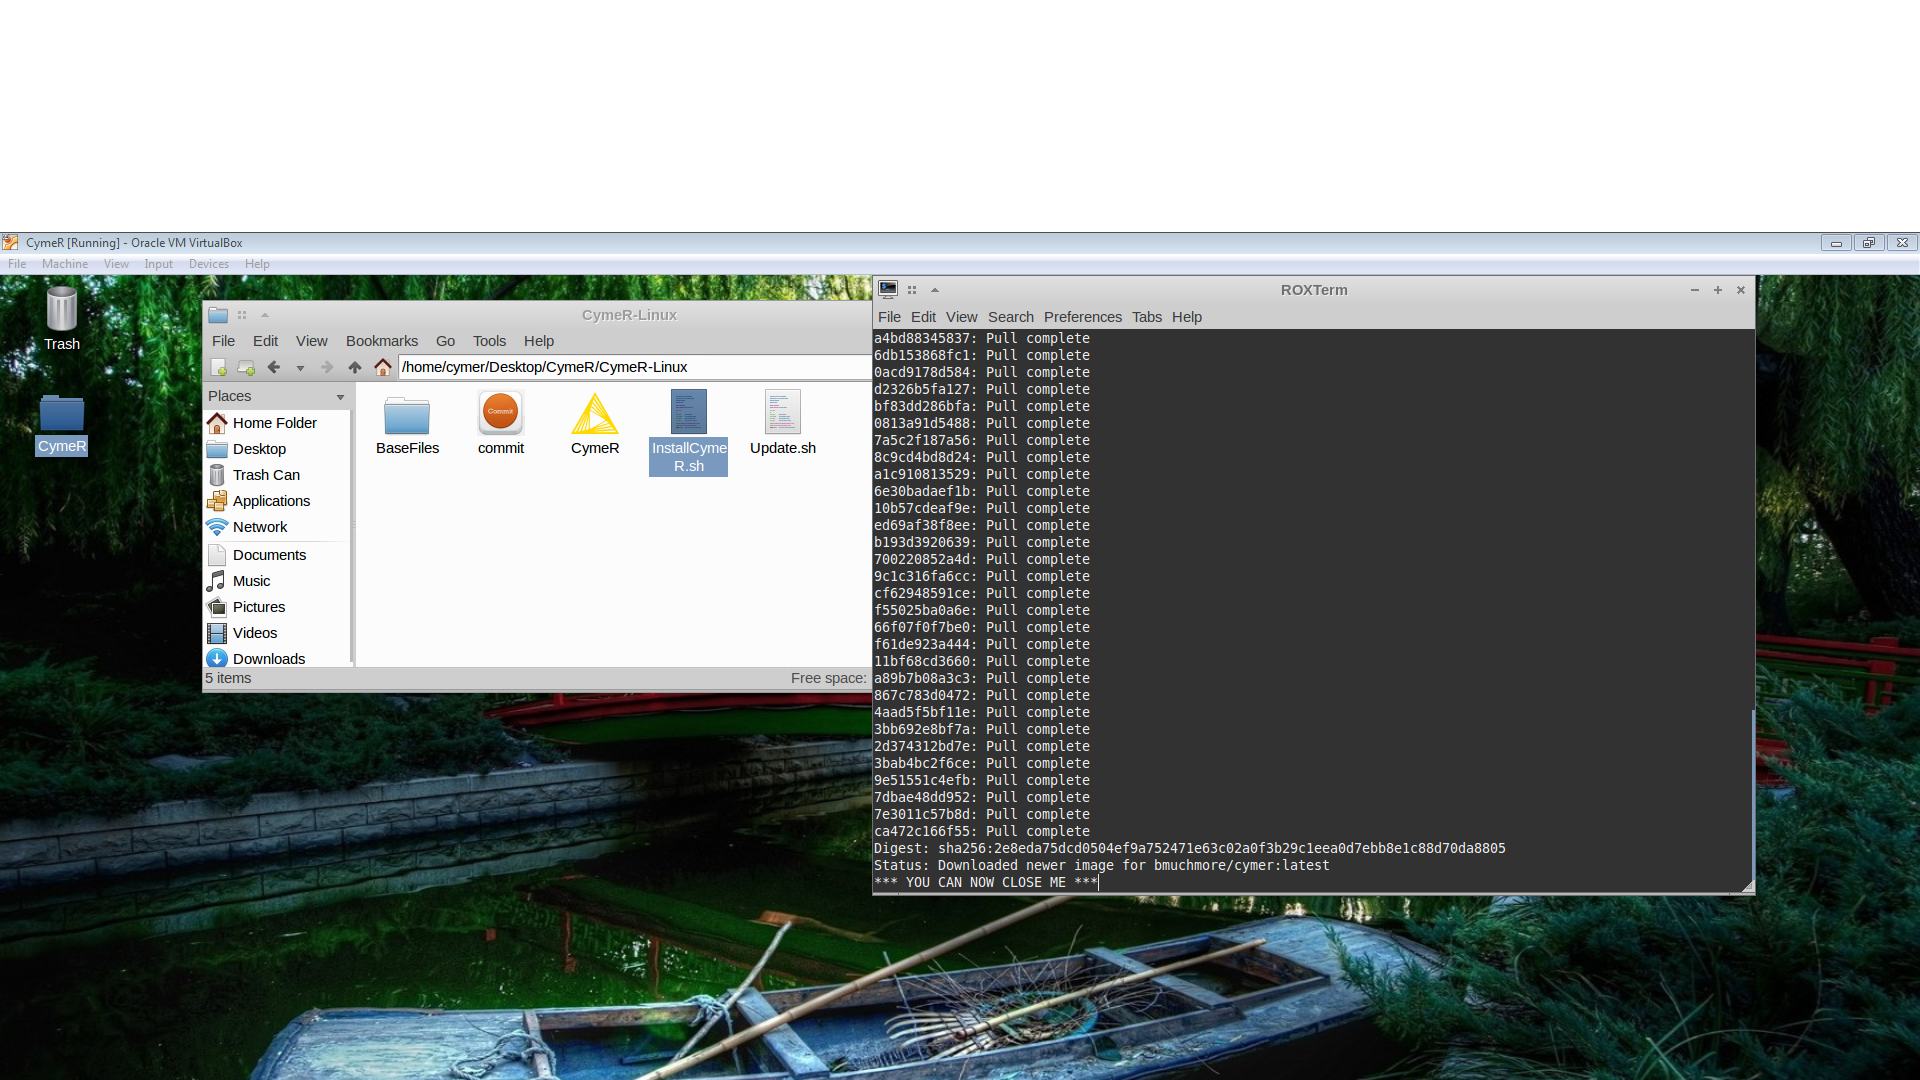 CymeR [Running] - Oracle VM VirtualBox
File Machine View Input Devices Help
Trash
CymeR
CymeR-Linux
File Edit View Bookmarks Go Tools Help
/home/cymer/Desktop/CymeR/CymeR-Linux
Places
Home Folder
Desktop
Trash Can
Applications
Network
Documents
Music
Pictures
Videos
Downloads
BaseFiles
Commit
commit
CymeR
InstallCyme
R.sh
Update.sh
5 items
Free space:
ROXTerm
File Edit View Search Preferences Tabs Help
a4bd88345837: Pull complete
6db153868fc1: Pull complete
0acd9178d584: Pull complete
d2326b5fa127: Pull complete
bf83dd286bfa: Pull complete
0813a91d5488: Pull complete
7a5c2f187a56: Pull complete
8c9cd4bd8d24: Pull complete
a1c910813529: Pull complete
6e30badaef1b: Pull complete
10b57cdeaf9e: Pull complete
ed69af38f8ee: Pull complete
b193d3920639: Pull complete
700220852a4d: Pull complete
9c1c316fa6cc: Pull complete
cf62948591ce: Pull complete
f55025ba0a6e: Pull complete
66f07f0f7be0: Pull complete
f61de923a444: Pull complete
11bf68cd3660: Pull complete
a89b7b08a3c3: Pull complete
867c783d0472: Pull complete
4aad5f5bf11e: Pull complete
3bb692e8bf7a: Pull complete
2d374312bd7e: Pull complete
3bab4bc2f6ce: Pull complete
9e51551c4efb: Pull complete
7dbae48dd952: Pull complete
7e3011c57b8d: Pull complete
ca472c166f55: Pull complete
Digest: sha256:2e8eda75dcd0504ef9a752471e63c02a0f3b29c1eea0d7ebb8e1c88d70da8805
Status: Downloaded newer image for bmuchmore/cymer:latest
*** YOU CAN NOW CLOSE ME ***